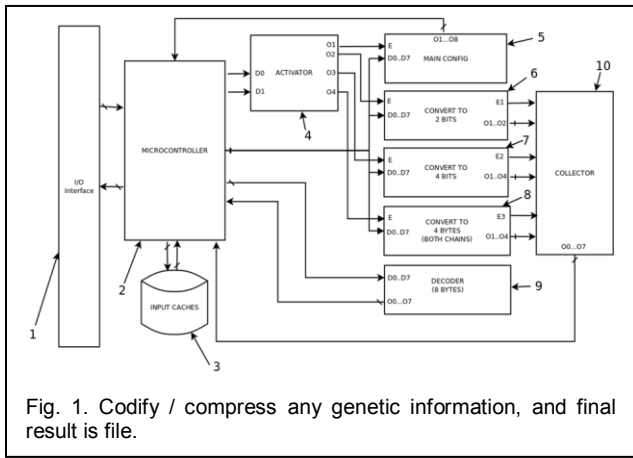 O1...O8
5
ACTIVATOR
O1
O2
O3
O4
D0
D1
4
E
D0..D7
MAIN CONFIG
6
10
E
D0..D7
CONVERT TO
2 BITS
E1
O1...O2
7
I/O
Interface
MICROCONTROLLER
E
D0..D7
CONVERT TO
4 BITS
E2
O1...O4
COLLECTOR
8
E
D0..D7
CONVERT TO
4 BYTES
(BOTH CHAINS)
E3
O1...O4
O0...O7
1
2
INPUT CACHES
3
D0..D7
O0...O7
DECODER
(8 BYTES)
9
Fig. 1. Codify / compress any genetic information, and final
result is file.